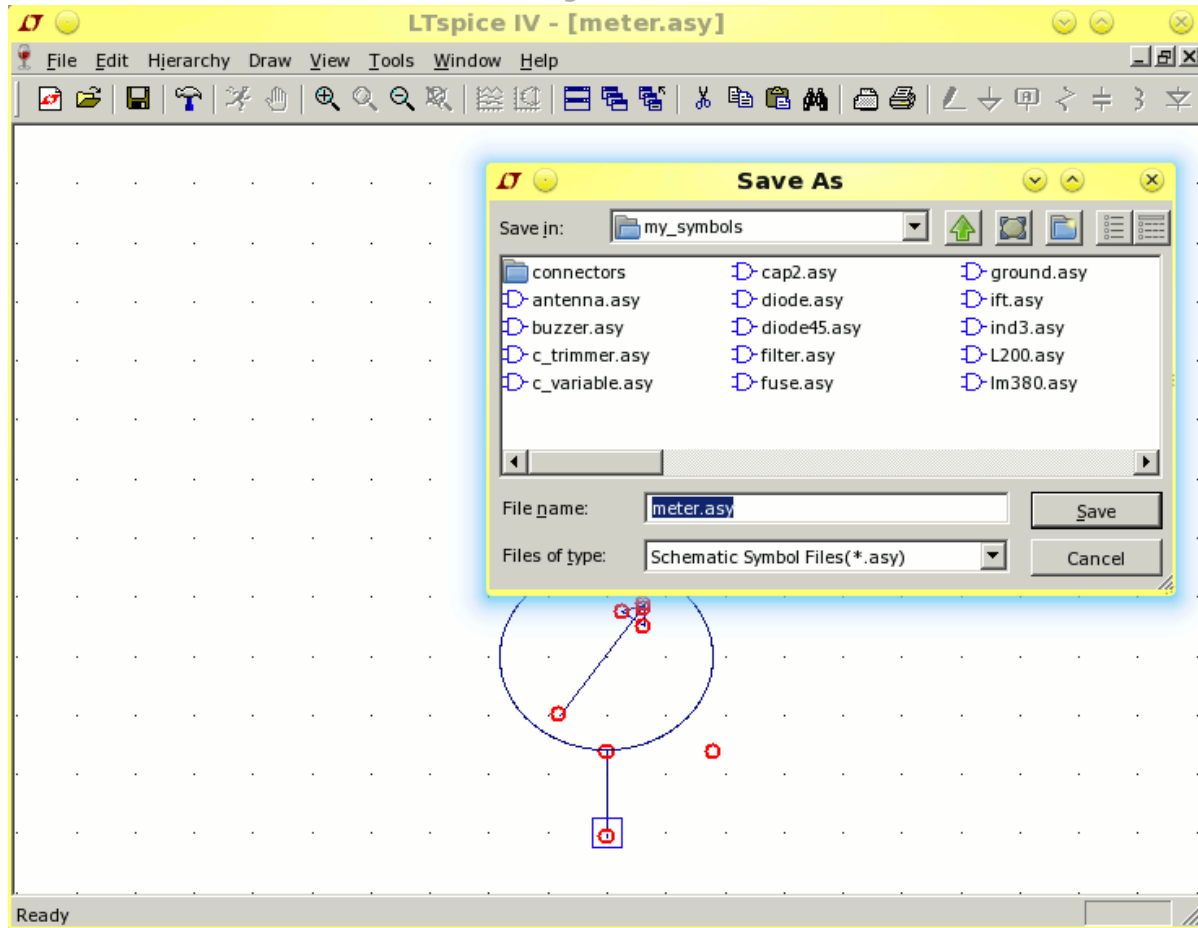 LTspice IV - [meter.asy]
File Edit Hierarchy Draw View Tools Window Help
Save As
Save in: my_symbols
connectors cap2.asy ground.asy
antenna.asy diode.asy ift.asy
buzzer.asy diode45.asy ind3.asy
c_trimmer.asy filter.asy L200.asy
c_variable.asy fuse.asy lm380.asy
File name: meter.asy Save
Files of type: Schematic Symbol Files(*.asy) Cancel
Ready